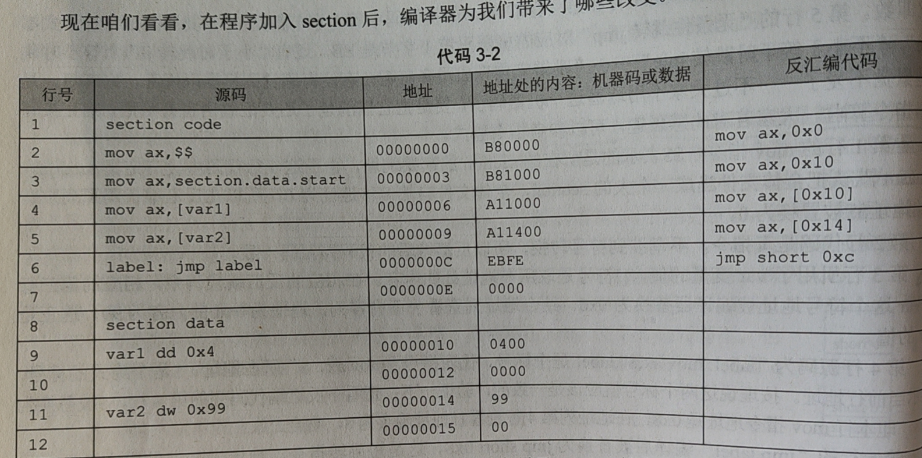 现在咱们看看，在程序加入 section 后，编译器为我们带来了哪些改变。
代码 3-2
行号 源码 地址 地址处的内容：机器码或数据 反汇编代码
1 section code
2 mov ax,$$ 00000000 B80000 mov ax,0x0
3 mov ax,section.data.start 00000003 B81000 mov ax,0x10
4 mov ax,[var1] 00000006 A11000 mov ax,[0x10]
5 mov ax,[var2] 00000009 A11400 mov ax,[0x14]
6 label: jmp label 0000000C EBFE jmp short 0xc
7 0000000E 0000
8 section data
9 var1 dd 0x4 00000010 0400
10 00000012 0000
11 var2 dw 0x99 00000014 99
12 00000015 00